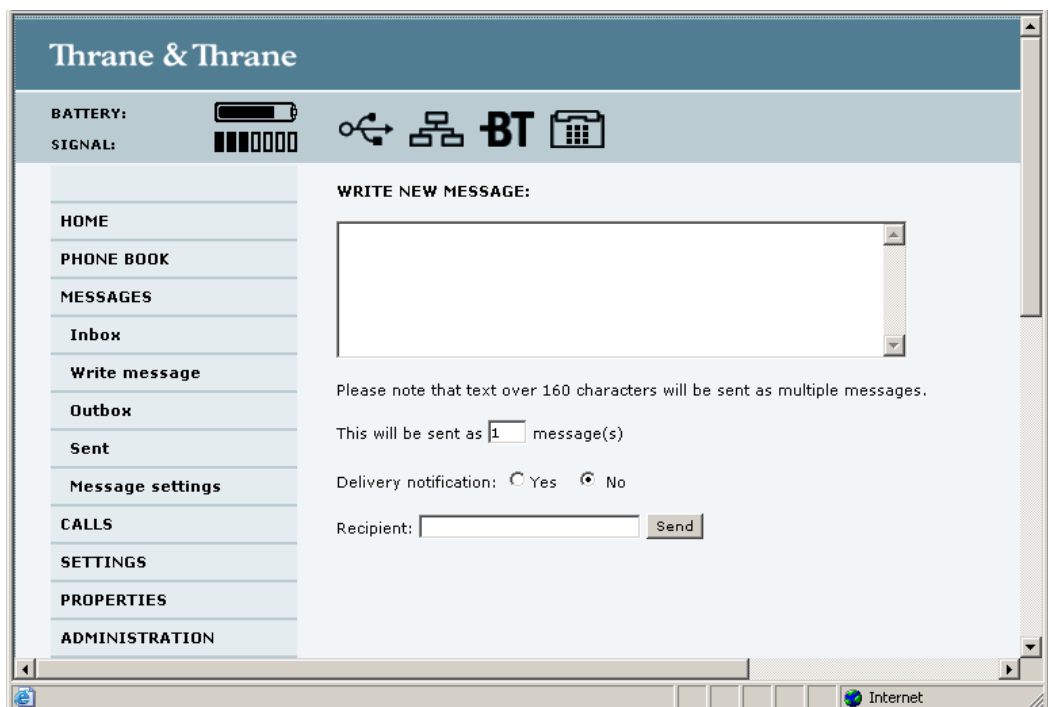 Thrane & Thrane
BATTERY:
SIGNAL:
BT
HOME
PHONE BOOK
MESSAGES
Inbox
Write message
Outbox
Sent
Message settings
CALLS
SETTINGS
PROPERTIES
ADMINISTRATION
WRITE NEW MESSAGE:
Please note that text over 160 characters will be sent as multiple messages.
This will be sent as 1 message(s)
Delivery notification: Yes No
Recipient: Send
Internet